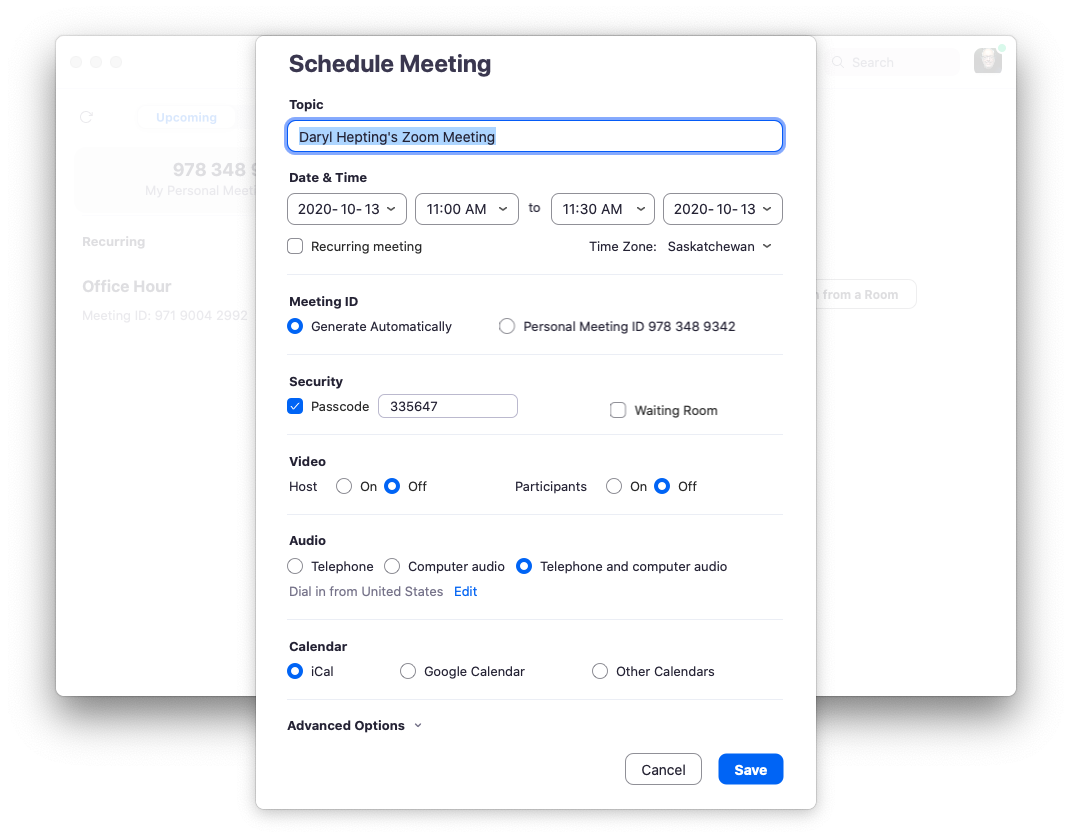 Schedule Meeting
Search
Topic
Upcoming
Daryl Hepting's Zoom Meeting
978 348
My Personal
Date & Time
2020-10-13 11:00 AM to 11:30 AM 2020-10-13
Recurring
Recurring meeting Time Zone: Saskatchewan
Office Hour
Meeting ID: 971 9004 2992
from a Room
Meeting ID
Generate Automatically Personal Meeting ID 978 348 9342
Security
Passcode 335647 Waiting Room
Video
Host On Off Participants On Off
Audio
Telephone Computer audio Telephone and computer audio
Dial in from United States Edit
Calendar
iCal Google Calendar Other Calendars
Advanced Options
Cancel Save